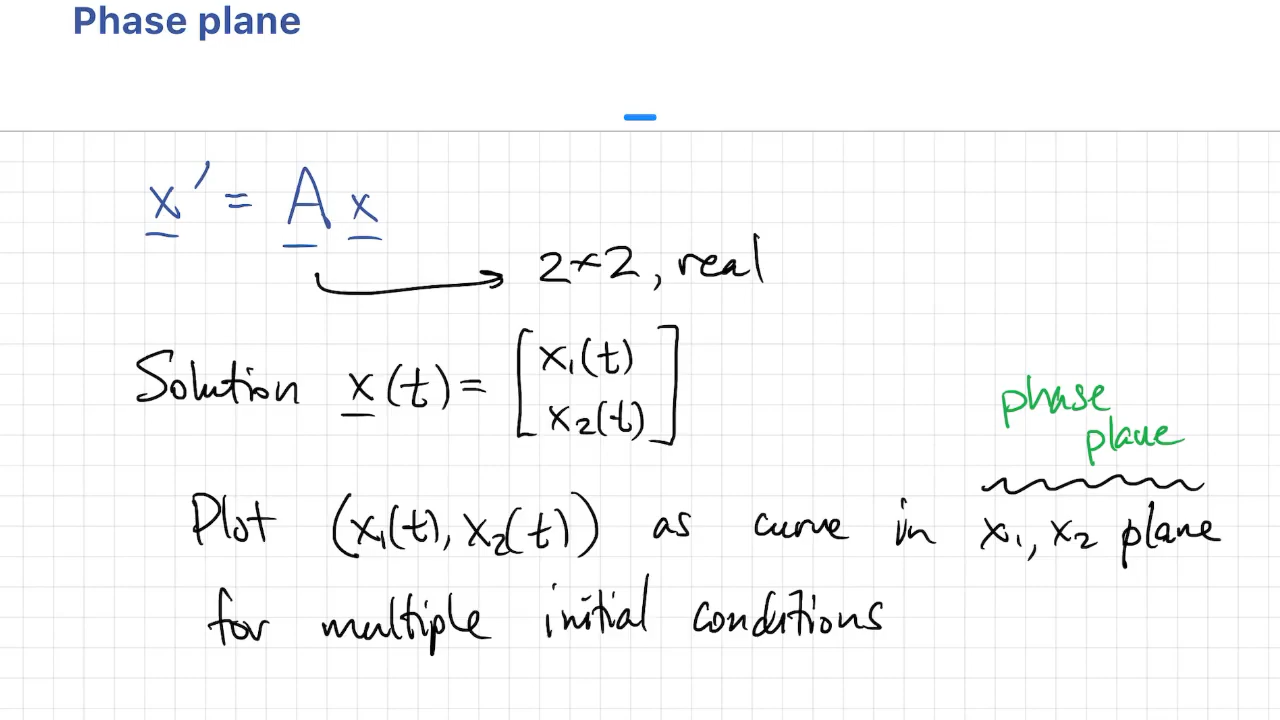 Phase plane
x' = A x
2×2, real
Solution x(t) = [x₁(t)
x₂(t)]
phase
plane
Plot (x₁(t), x₂(t)) as curve in x₁, x₂ plane
for multiple initial conditions